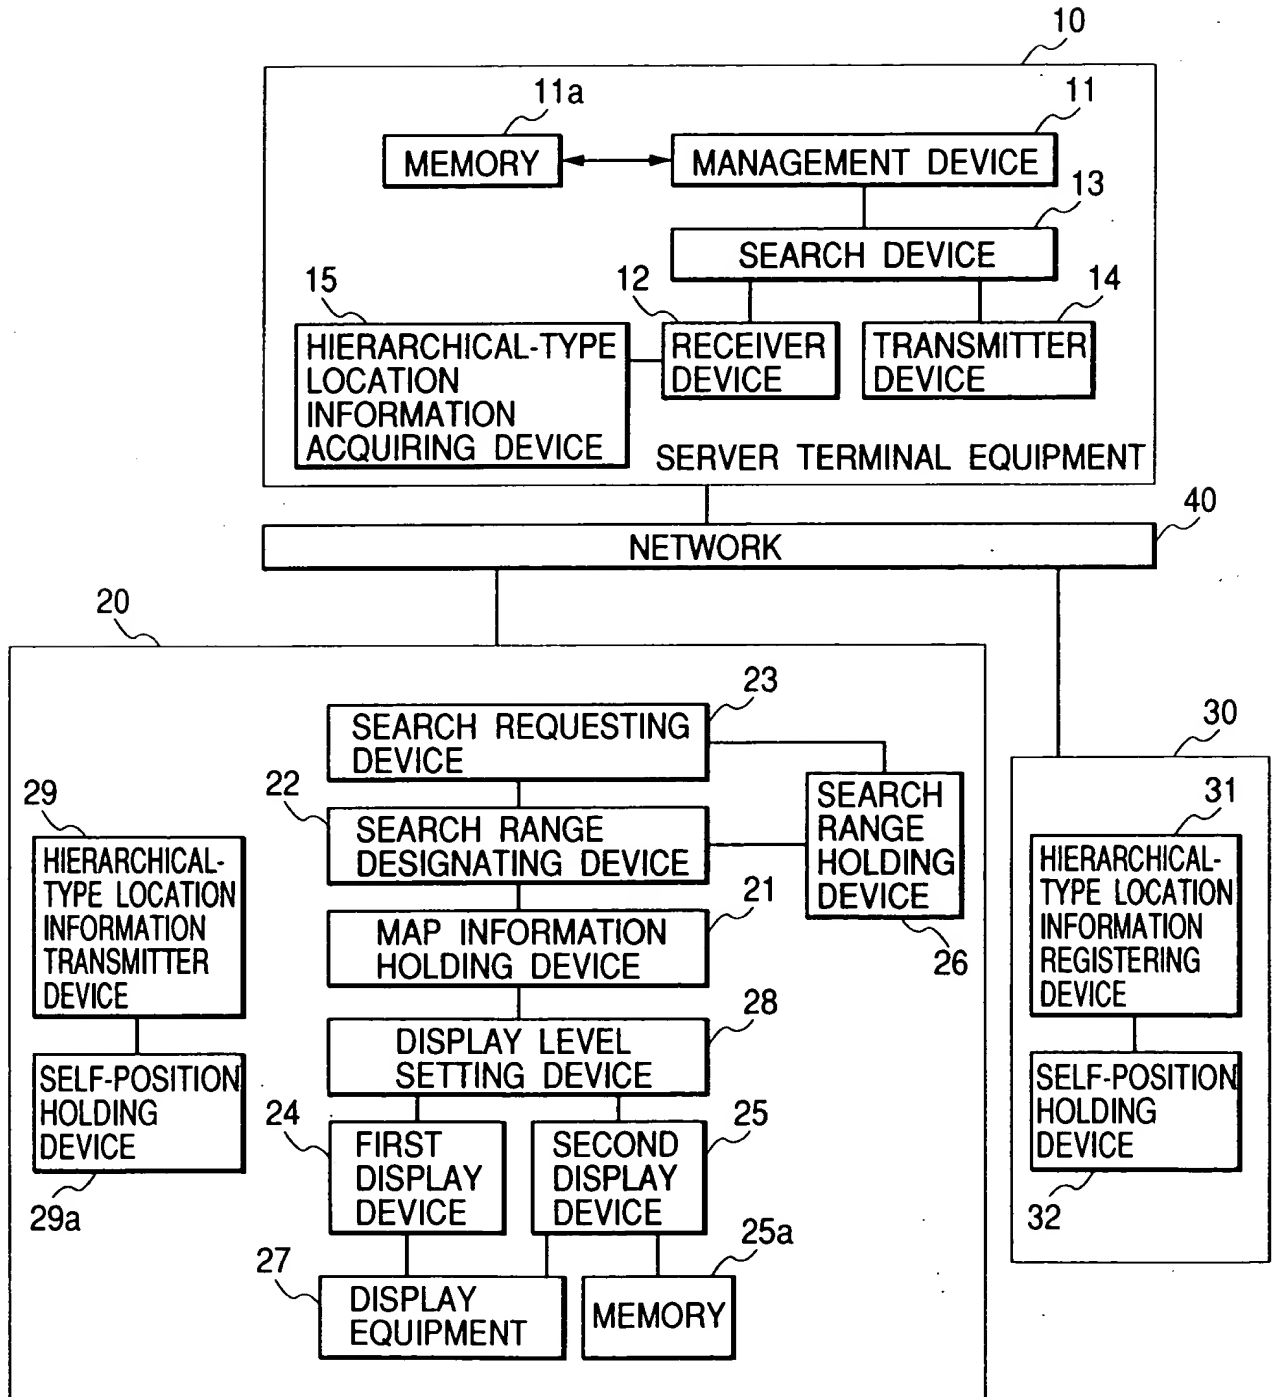 10
11a
11
MEMORY
MANAGEMENT DEVICE
13
SEARCH DEVICE
15
12
14
HIERARCHICAL-TYPE
LOCATION
INFORMATION
ACQUIRING DEVICE
RECEIVER
DEVICE
TRANSMITTER
DEVICE
SERVER TERMINAL EQUIPMENT
40
NETWORK
20
23
SEARCH REQUESTING
DEVICE
22
SEARCH RANGE
DESIGNATING DEVICE
SEARCH
RANGE
HOLDING
DEVICE
26
29
HIERARCHICAL-
TYPE LOCATION
INFORMATION
TRANSMITTER
DEVICE
21
MAP INFORMATION
HOLDING DEVICE
28
DISPLAY LEVEL
SETTING DEVICE
SELF-POSITION
HOLDING
DEVICE
29a
24
FIRST
DISPLAY
DEVICE
25
SECOND
DISPLAY
DEVICE
27
DISPLAY
EQUIPMENT
25a
MEMORY
30
31
HIERARCHICAL-
TYPE LOCATION
INFORMATION
REGISTERING
DEVICE
SELF-POSITION
HOLDING
DEVICE
32